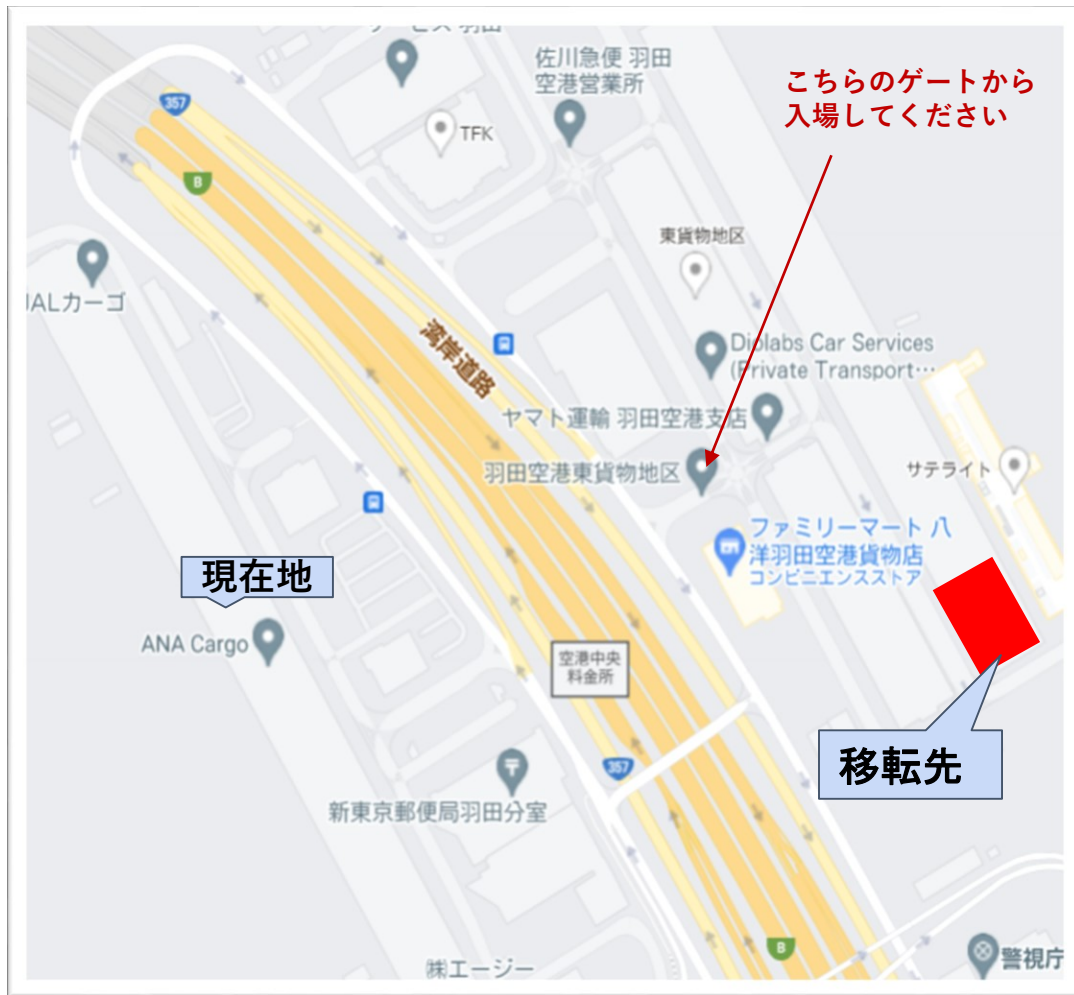 佐川急便 羽田
空港営業所
こちらのゲートから
入場してください
357
TFK
B
東貨物地区
JALカーゴ
湾岸道路
Diolabs Car Services
(Private Transport…
ヤマト運輸 羽田空港支店
羽田空港東貨物地区
サテライト
ファミリーマート 八
洋羽田空港貨物店
コンビニエンスストア
現在地
ANA Cargo
空港中央
料金所
移転先
357
新東京郵便局羽田分室
B
警視庁
㈱エージー